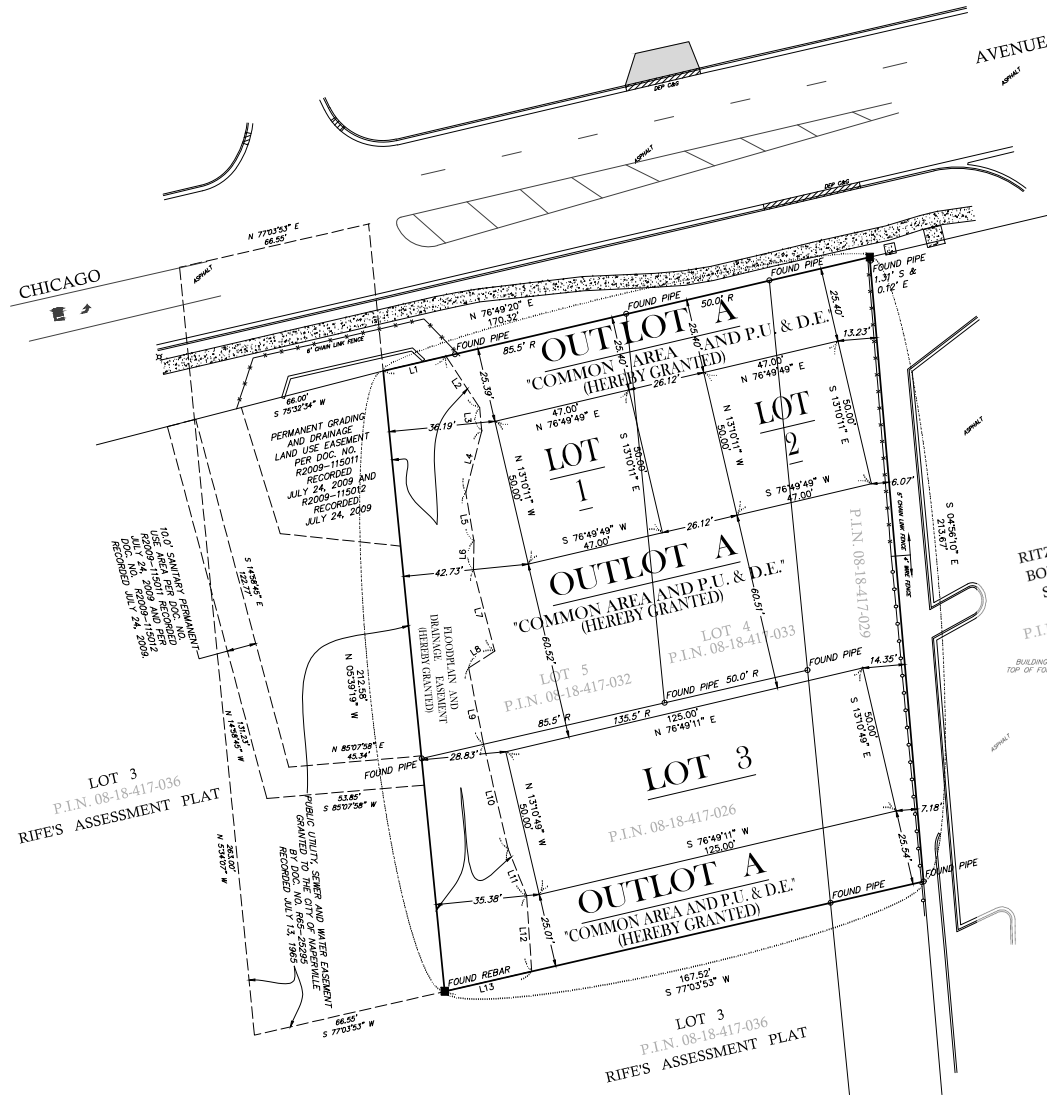 AVENUE
ASPHALT
DEP C&G
ASPHALT
DEP C&G
N 77°03'53" E
66.55'
CHICAGO
ASPHALT
FOUND PIPE
1.31' S &
0.12' E
FOUND PIPE
FOUND PIPE
50.0' R
N 76°49'20" E
170.32'
6' CHAIN LINK FENCE
FOUND PIPE
85.5' R
OUTLOT A
"COMMON AREA AND P.U. & D.E."
(HEREBY GRANTED)
25.40'
25.40'
25.40'
13.23'
L1
L2
25.39'
66.00'
S 75°32'34" W
L3
36.19'
47.00'
N 76°49'49" E
26.12'
47.00'
N 76°49'49" E
PERMANENT GRADING
AND DRAINAGE
LAND USE EASEMENT
PER DOC. NO.
R2009-115011
RECORDED
JULY 24, 2009 AND
R2009-115012
RECORDED
JULY 24, 2009
L4
LOT
1
N 13°10'11" W
50.00'
S 13°10'11" E
50.00'
N 13°10'11" W
50.00'
LOT
2
S 13°10'11" E
50.00'
ASPHALT
L5
L6
S 76°49'49" W
47.00'
26.12'
S 76°49'49" W
47.00'
6.07'
5' CHAIN LINK FENCE
4' WIRE FENCE
S 04°56'10" E
213.67'
10.0' SANITARY PERMANENT
USE AREA PER DOC. NO.
R2009-115011 RECORDED
JULY 24, 2009 AND PER
DOC. NO. R2009-115012
RECORDED JULY 24, 2009.
S 14°58'45" E
122.77'
42.73'
OUTLOT A
"COMMON AREA AND P.U. & D.E."
(HEREBY GRANTED)
P.I.N. 08-18-417-029
L7
L8
60.52'
60.51'
LOT 4
P.I.N. 08-18-417-033
LOT 5
P.I.N. 08-18-417-032
FLOODPLAIN AND
DRAINAGE EASEMENT
(HEREBY GRANTED)
N 05°39'19" W
212.58'
FOUND PIPE
14.35'
FOUND PIPE
50.0' R
L9
85.5' R
135.5' R
125.00'
N 76°49'11" E
N 14°58'45" W
131.23'
N 85°07'58" E
45.34'
FOUND PIPE
28.83'
53.85'
S 85°07'58" W
S 13°10'49" E
50.00'
ASPHALT
LOT 3
P.I.N. 08-18-417-036
RIFE'S ASSESSMENT PLAT
N 5°34'07" W
263.00'
L10
N 13°10'49" W
50.00'
LOT 3
P.I.N. 08-18-417-026
S 76°49'11" W
125.00'
7.18'
25.54'
PUBLIC UTILITY, SEWER AND WATER EASEMENT
GRANTED TO THE CITY OF NAPERVILLE
BY DOC. NO. R65-25295
RECORDED JULY 13, 1965
L11
35.38'
OUTLOT A
"COMMON AREA AND P.U. & D.E."
(HEREBY GRANTED)
FOUND PIPE
FOUND PIPE
L12
25.01'
FOUND REBAR
L13
167.52'
S 77°03'53" W
66.55'
S 77°03'53" W
LOT 3
P.I.N. 08-18-417-036
RIFE'S ASSESSMENT PLAT